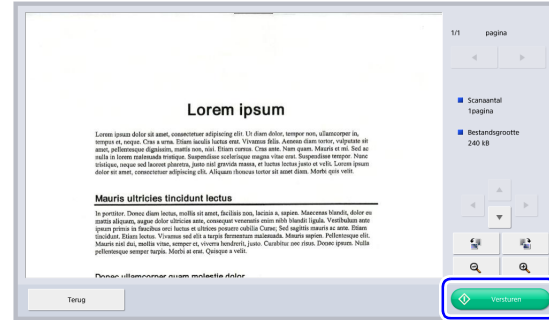 1/1 pagina
Scanaantal
1pagina
Bestandsgrootte
240 kB
Lorem ipsum
Lorem ipsum dolor sit amet, consectetuer adipiscing elit. Ut diam dolor, tempor non, ullamcorper in,
tempus et, neque. Cras a urna. Etiam iaculis luctus erat. Vivamus felis. Aenean diam tortor, vulputate sit
amet, pellentesque dignissim, mattis non, nisi. Etiam cursus. Cras ante. Nam quam. Mauris et mi. Sed ac
nulla in lorem malesuada tristique. Suspendisse scelerisque magna vitae erat. Suspendisse tempor. Nunc
tristique, neque sed laoreet pharetra, justo nisl gravida massa, et luctus lectus justo et velit. Lorem ipsum
dolor sit amet, consectetuer adipiscing elit. Aliquam rhoncus tortor sit amet diam. Morbi quis velit.
Mauris ultricies tincidunt lectus
In porttitor. Donec diam lectus, mollis sit amet, facilisis non, lacinia a, sapien. Maecenas blandit, dolor eu
mattis aliquam, augue dolor ultricies ante, consequat venenatis enim nibh blandit ligula. Vestibulum ante
ipsum primis in faucibus orci luctus et ultrices posuere cubilia Curae; Sed sagittis mauris ac ante. Etiam
tincidunt. Etiam lectus. Vivamus sed elit a turpis fermentum malesuada. Mauris sapien. Pellentesque elit.
Mauris nisl dui, mollis vitae, semper et, viverra hendrerit, justo. Curabitur nec risus. Donec ipsum. Nulla
pellentesque semper turpis. Morbi at erat. Quisque a velit.
Donec ullamcorper quam molestie dolor
Terug
Versturen